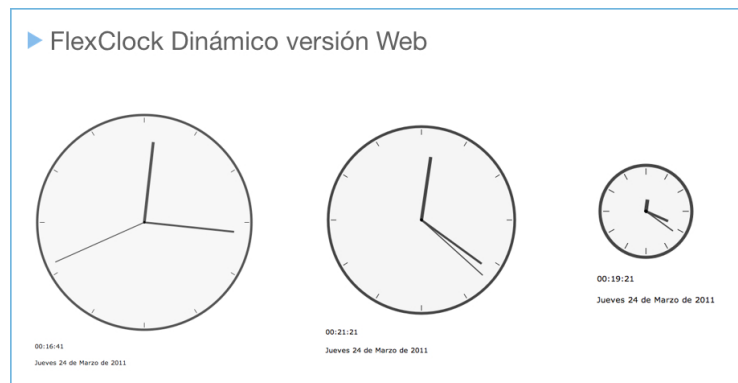 FlexClock Dinámico versión Web
00:16:41
Jueves 24 de Marzo de 2011
00:21:21
Jueves 24 de Marzo de 2011
00:19:21
Jueves 24 de Marzo de 2011